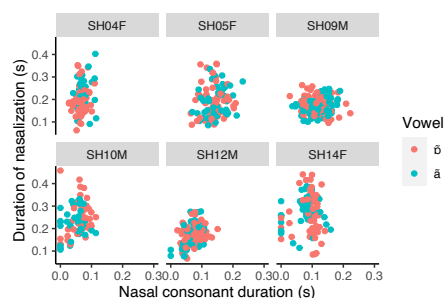 SH04F SH05F SH09M
0.4
0.3
0.2
0.1
SH10M SH12M SH14F
0.4
0.3
0.2
0.1
0.0 0.1 0.2 0.3 0.0 0.1 0.2 0.3 0.0 0.1 0.2 0.3
Nasal consonant duration (s)
Duration of nasalization (s)
Vowel
ɒ̃
ã